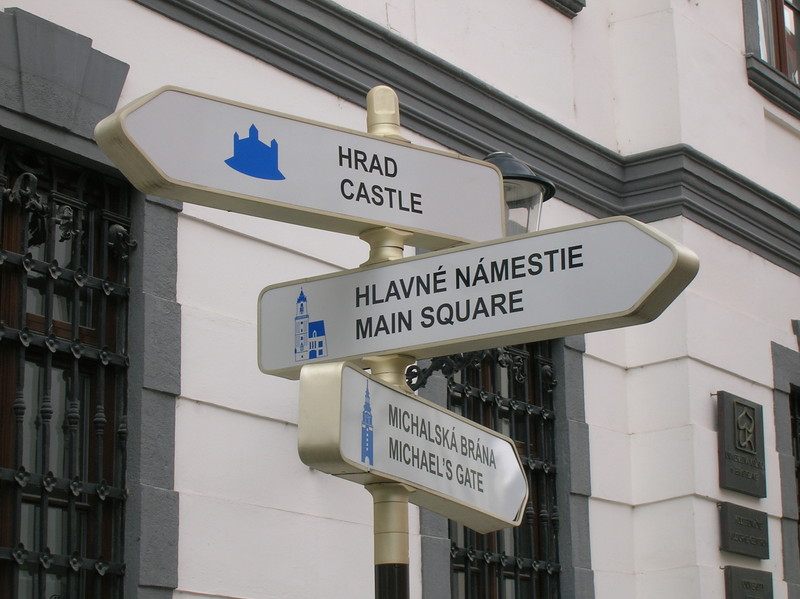 HRAD
CASTLE
HLAVNÉ NÁMESTIE
MAIN SQUARE
MICHALSKÁ BRÁNA
MICHAEL'S GATE